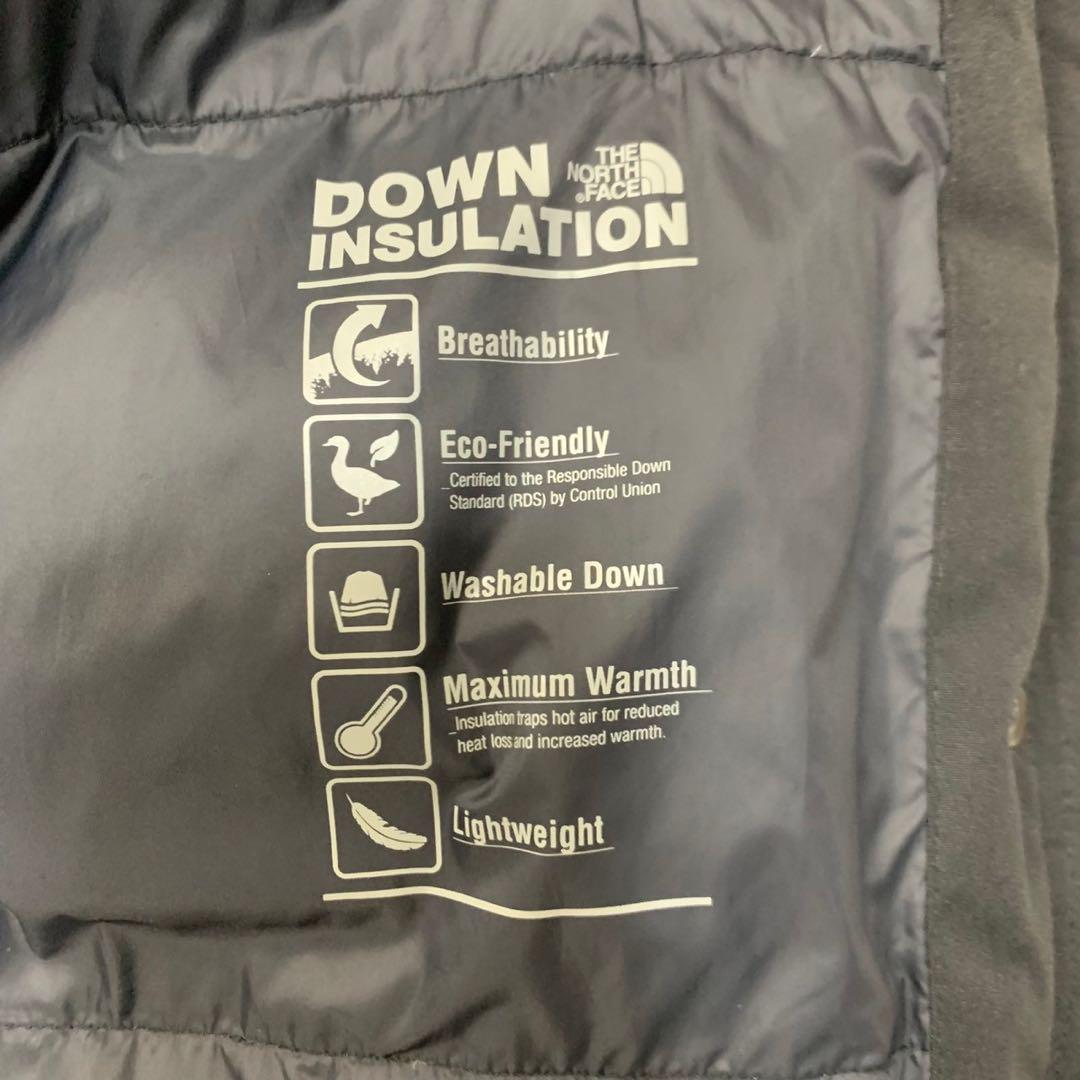 DOWN
THE
NORTH
FACE
INSULATION
Breathability
Eco-Friendly
Certified to the Responsible Down
Standard (RDS) by Control Union
Washable Down
Maximum Warmth
Insulation traps hot air for reduced
heat loss and increased warmth.
Lightweight